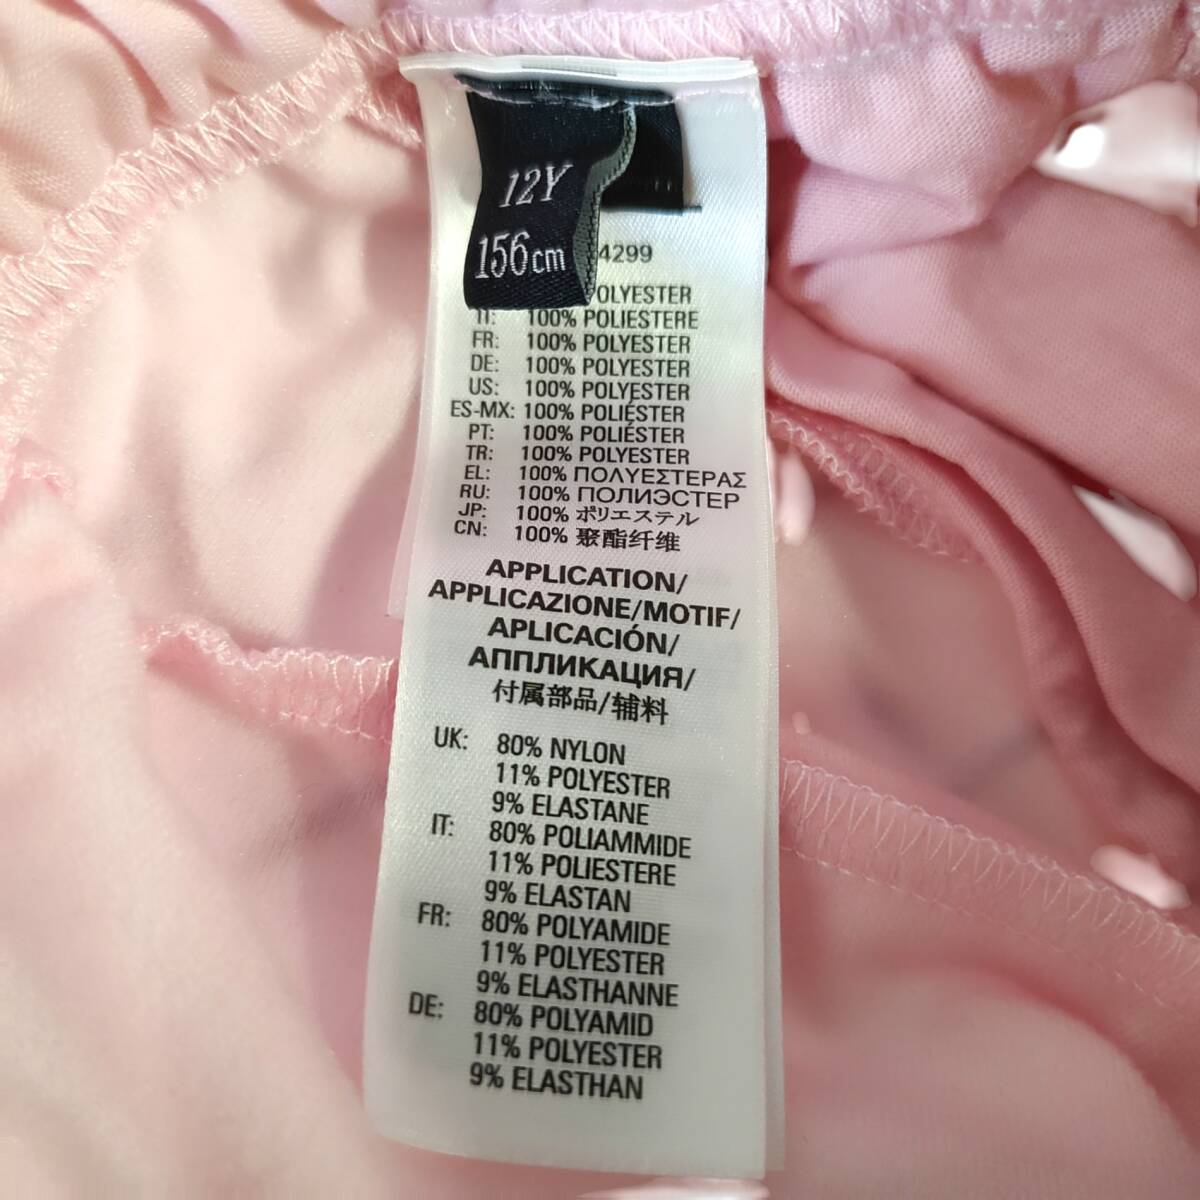 12Y
156cm
4299
POLYESTER
IT: 100% POLIESTERE
FR: 100% POLYESTER
DE: 100% POLYESTER
US: 100% POLYESTER
ES-MX: 100% POLIÉSTER
PT: 100% POLIÉSTER
TR: 100% POLYESTER
EL: 100% ΠΟΛΥΕΣΤΕΡΑΣ
RU: 100% ПОЛИЭСТЕР
JP: 100% ポリエステル
CN: 100% 聚酯纤维
APPLICATION/
APPLICAZIONE/MOTIF/
APLICACIÓN/
АППЛИКАЦИЯ/
付属部品/辅料
UK: 80% NYLON
11% POLYESTER
9% ELASTANE
IT: 80% POLIAMMIDE
11% POLIESTERE
9% ELASTAN
FR: 80% POLYAMIDE
11% POLYESTER
9% ELASTHANNE
DE: 80% POLYAMID
11% POLYESTER
9% ELASTHAN